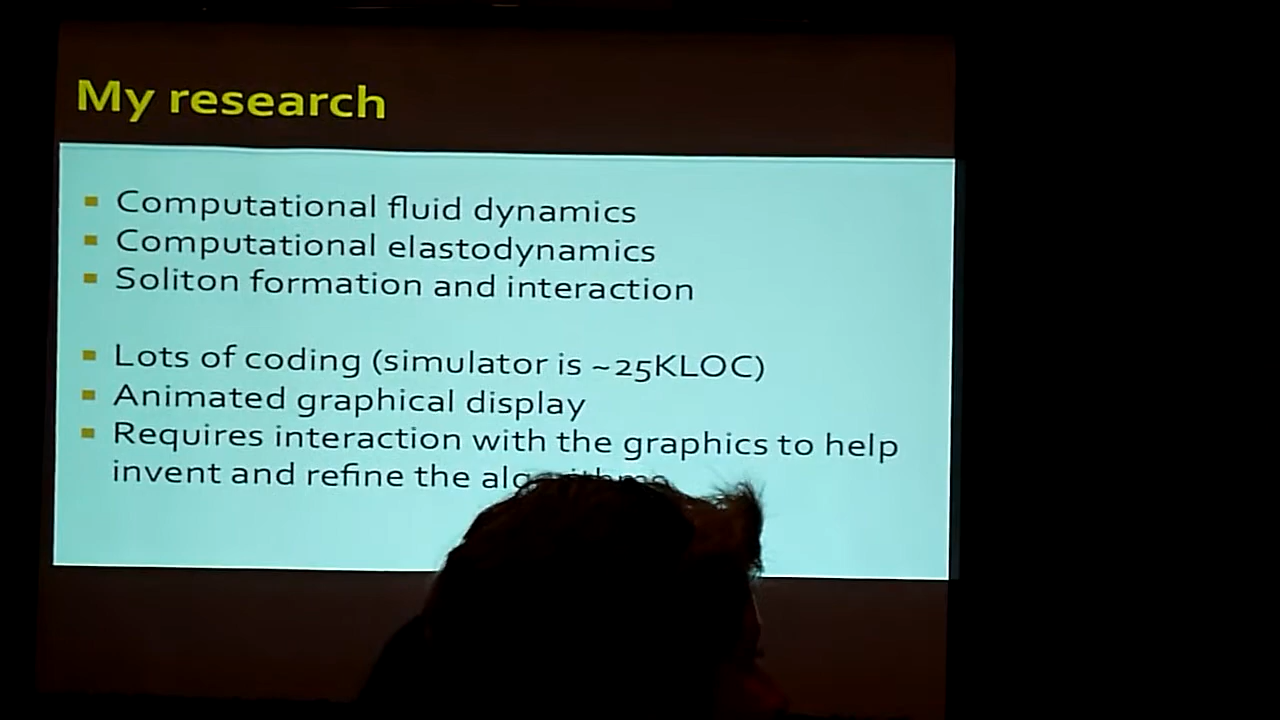 My research
Computational fluid dynamics
Computational elastodynamics
Soliton formation and interaction
Lots of coding (simulator is ~25KLOC)
Animated graphical display
Requires interaction with the graphics to help
invent and refine the